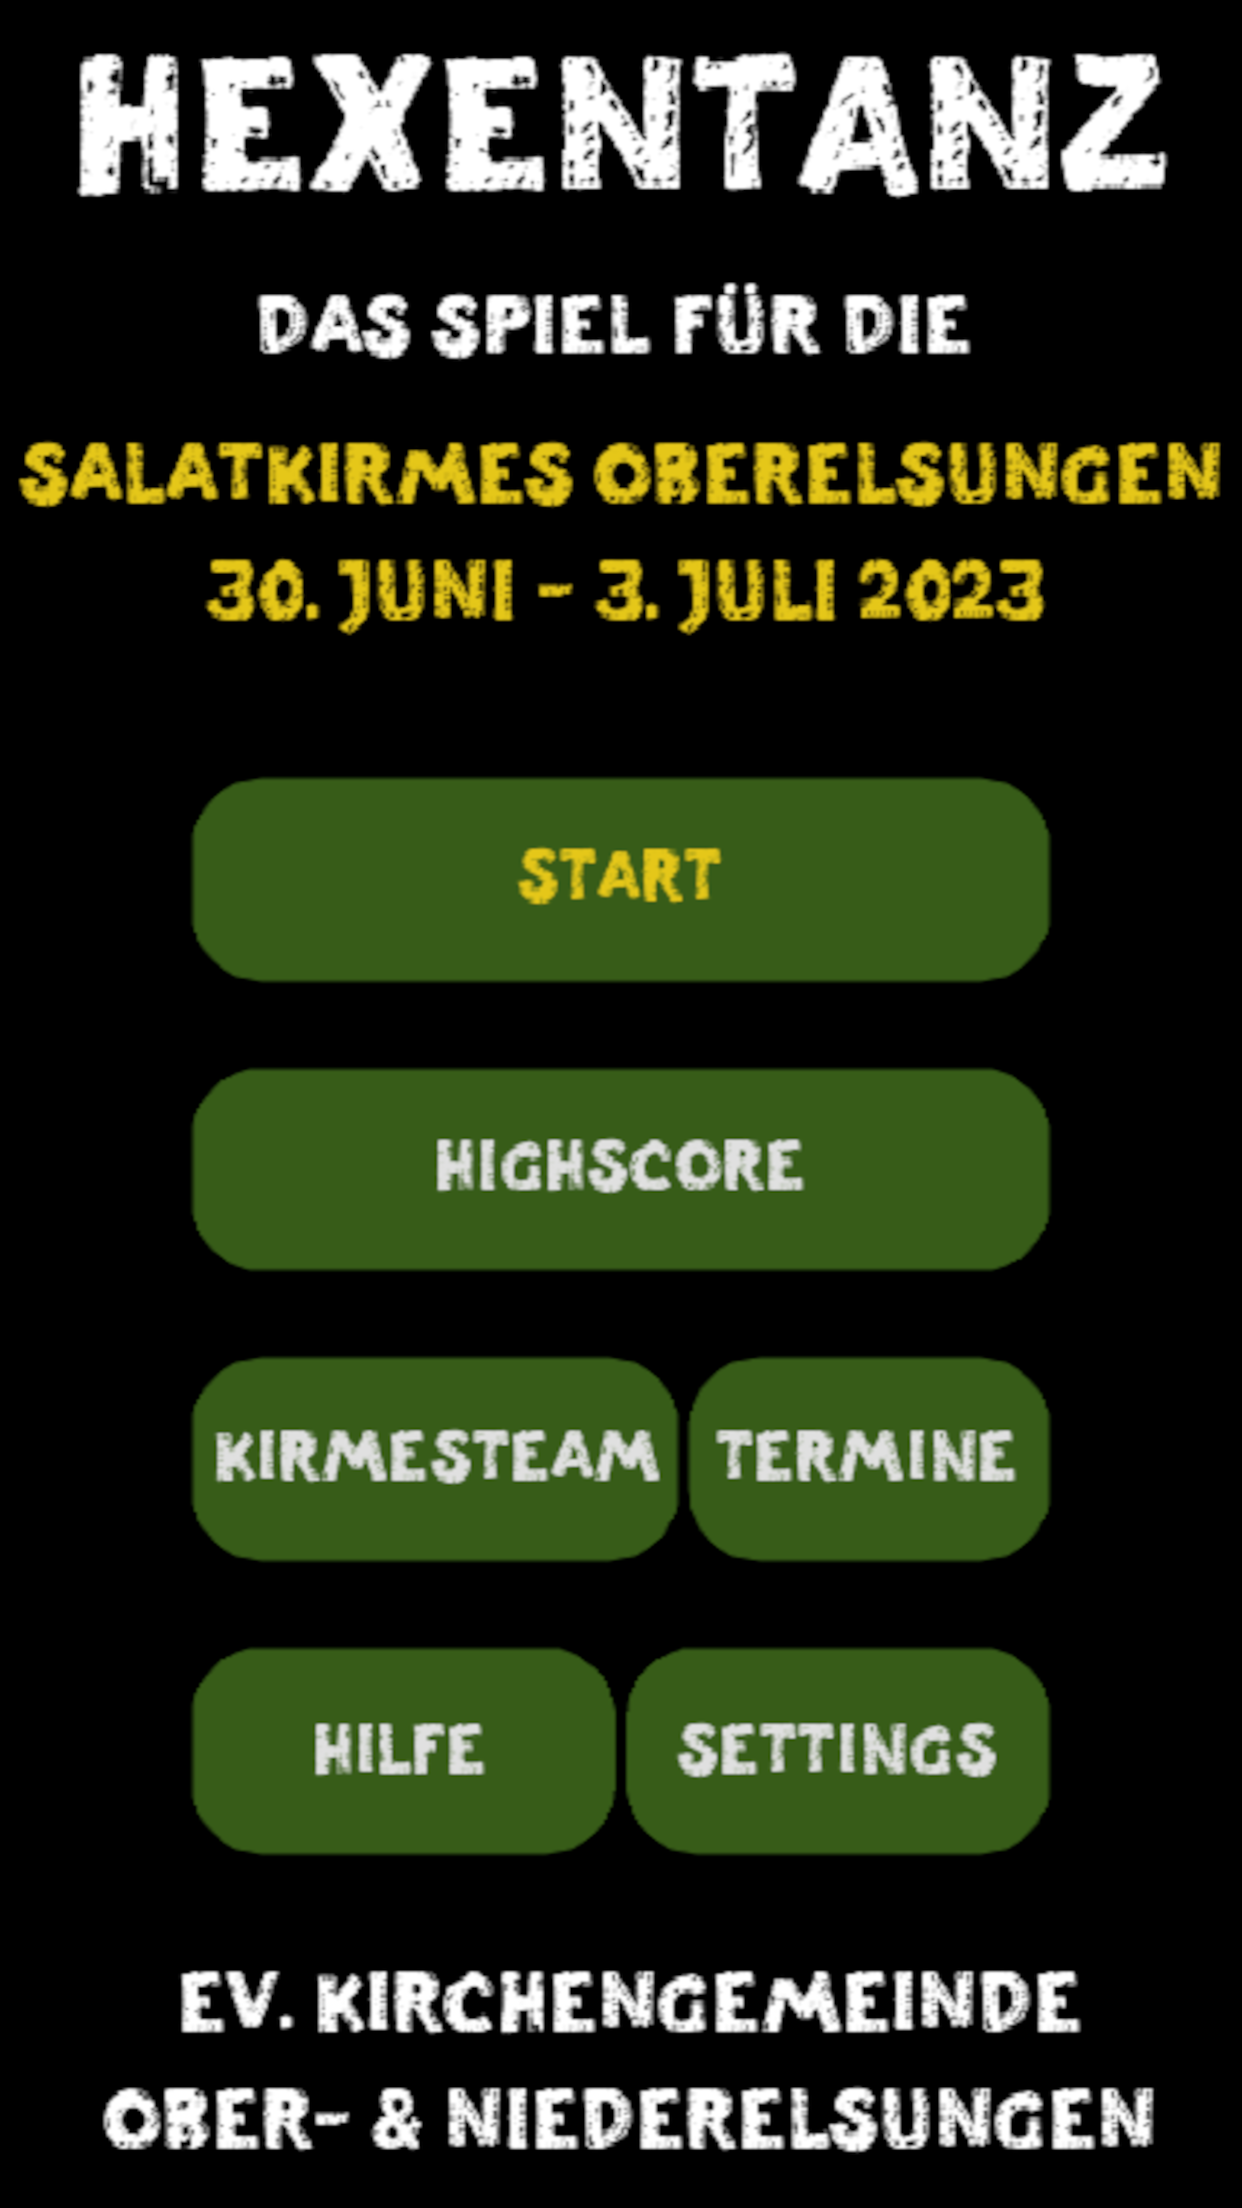 HEXENTANZ
DAS SPIEL FÜR DIE
SALATKIRMES OBERELSUNGEN
30. JUNI - 3. JULI 2023
START
HIGHSCORE
KIRMESTEAM TERMINE
HILFE SETTINGS
EV. KIRCHENGEMEINDE
OBER- & NIEDERELSUNGEN